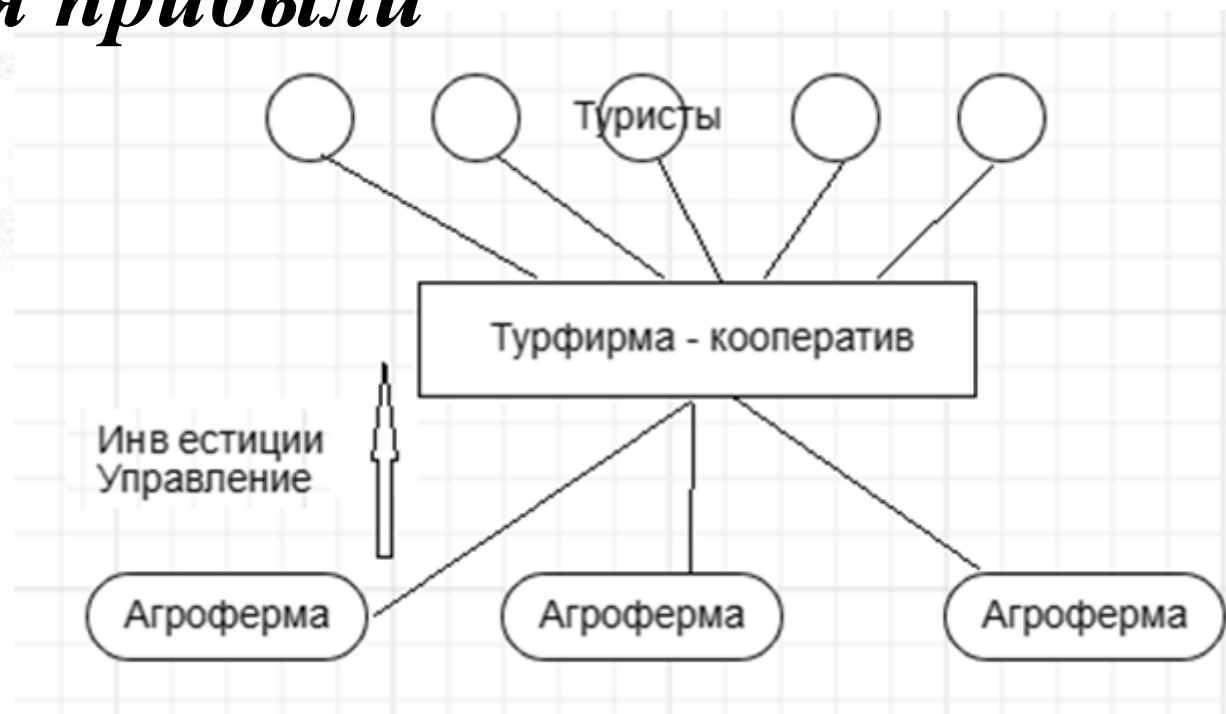 я прибыли
Туристы
Турфирма - кооператив
Инв естиции
Управление
Агроферма
Агроферма
Агроферма